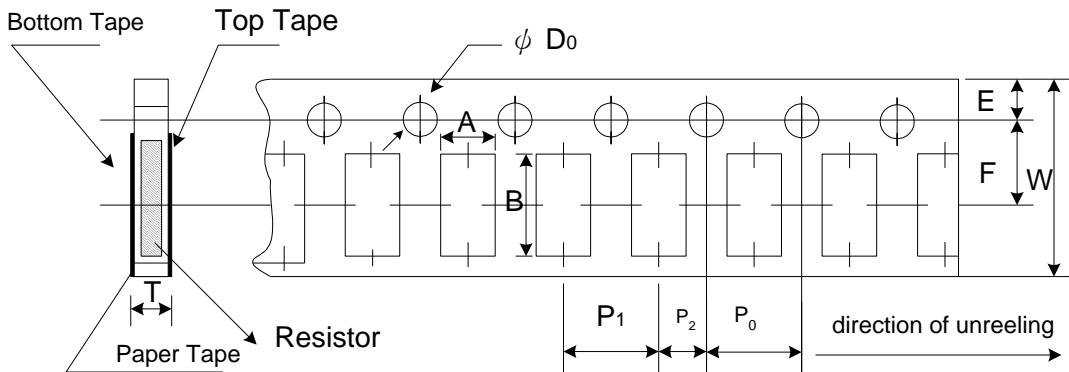 Bottom Tape
Top Tape
ψ D0
E
A
F
W
B
T
P1
P2
P0
Resistor
direction of unreeling
Paper Tape